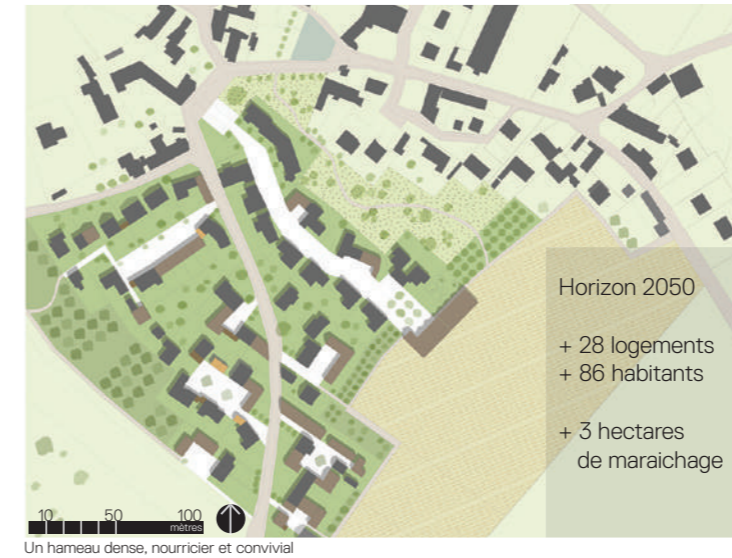 Horizon 2050
+ 28 logements
+ 86 habitants
+ 3 hectares
de maraichage
10 50 100
mètres
Un hameau dense, nourricier et convivial